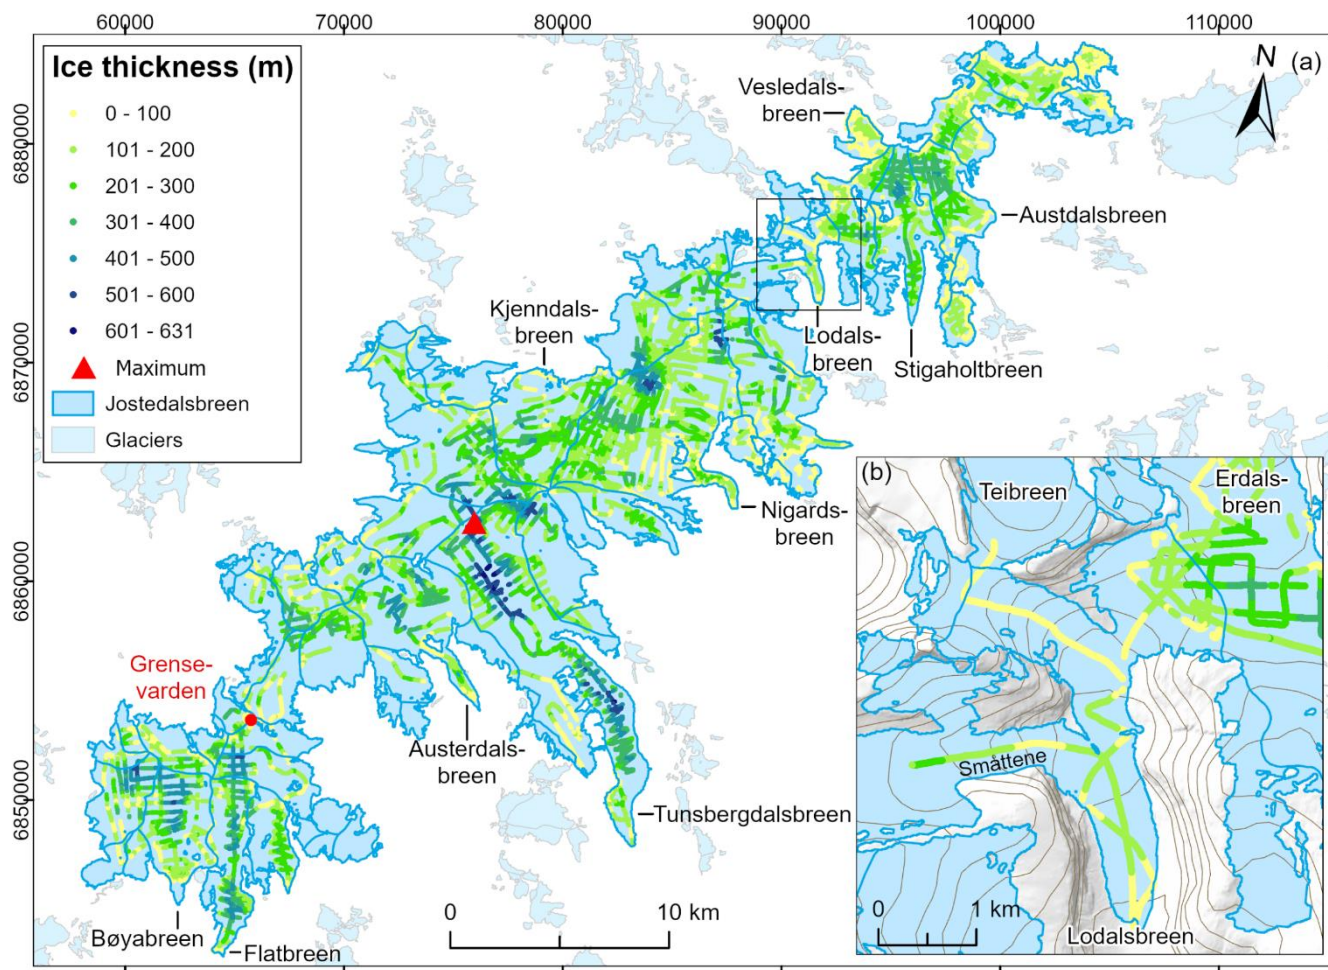 60000
70000
80000
90000
100000
110000
Ice thickness (m)
0 - 100
101 - 200
201 - 300
301 - 400
401 - 500
501 - 600
601 - 631
Maximum
Jostedalsbreen
Glaciers
N
(a)
6880000
6870000
6860000
6850000
Vesledals-
breen
Austdalsbreen
Kjenndals-
breen
Lodals-
breen
Stigaholtbreen
Nigards-
breen
Grense-
varden
Austerdals-
breen
Tunsbergdalsbreen
Bøyabreen
Flatbreen
0
10 km
(b)
Teibreen
Erdals-
breen
Småttene
0
1 km
Lodalsbreen